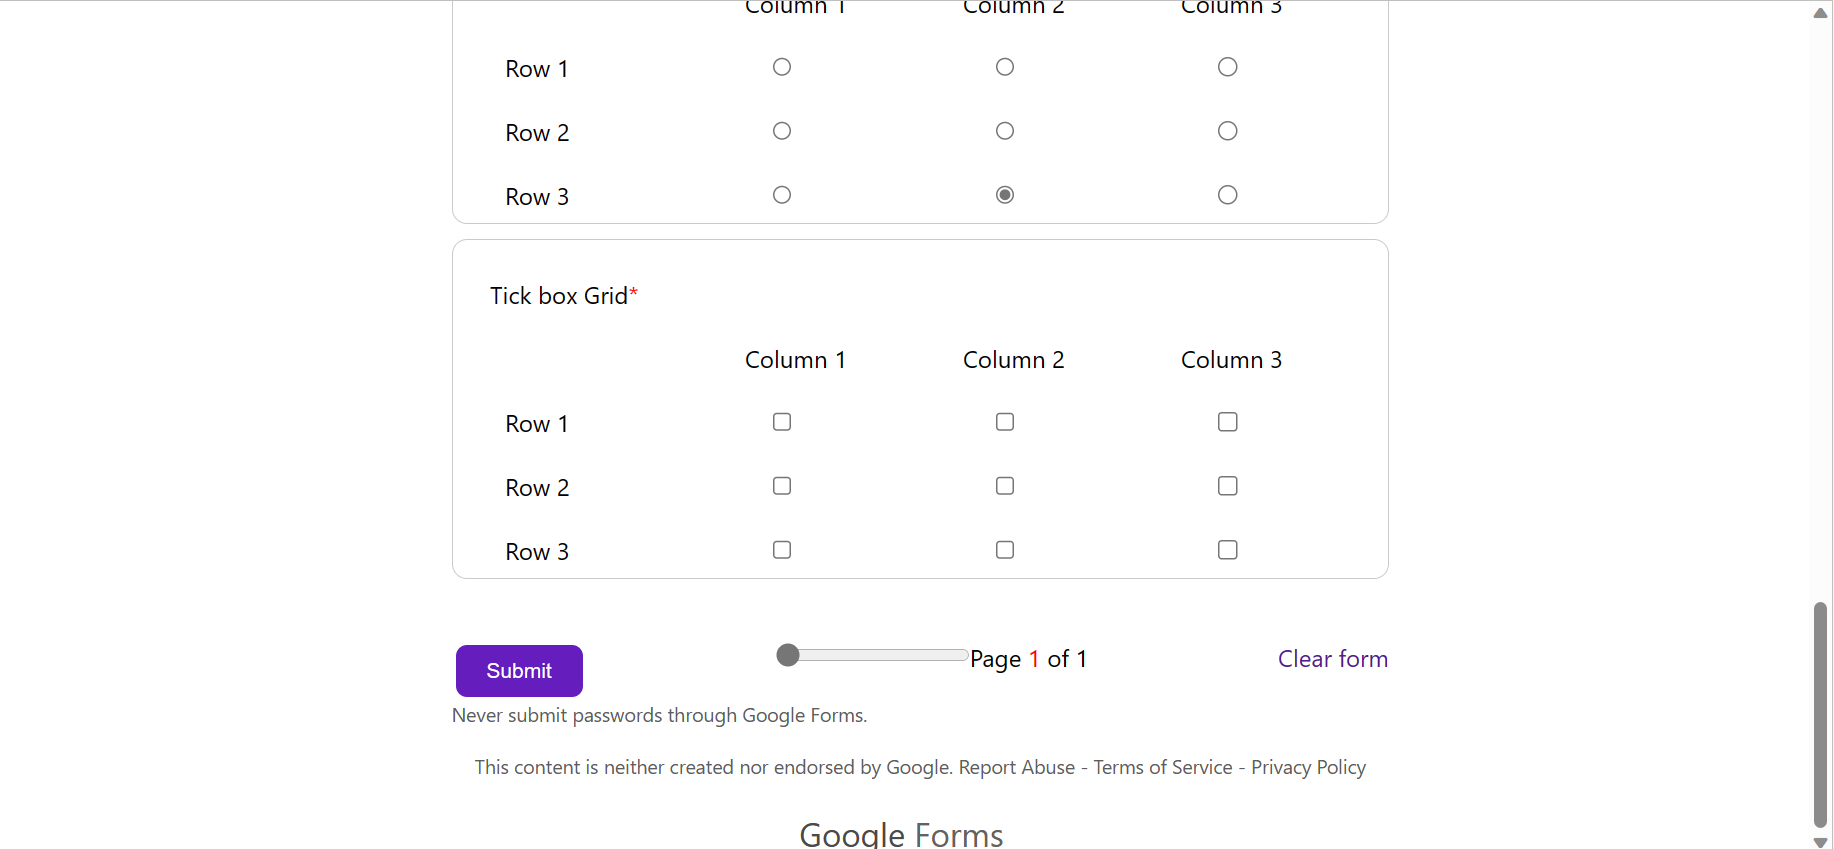 Column 1 Column 2 Column 3
Row 1
Row 2
Row 3
Tick box Grid*
Column 1 Column 2 Column 3
Row 1
Row 2
Row 3
Submit Page 1 of 1 Clear form
Never submit passwords through Google Forms.
This content is neither created nor endorsed by Google. Report Abuse - Terms of Service - Privacy Policy
Google Forms